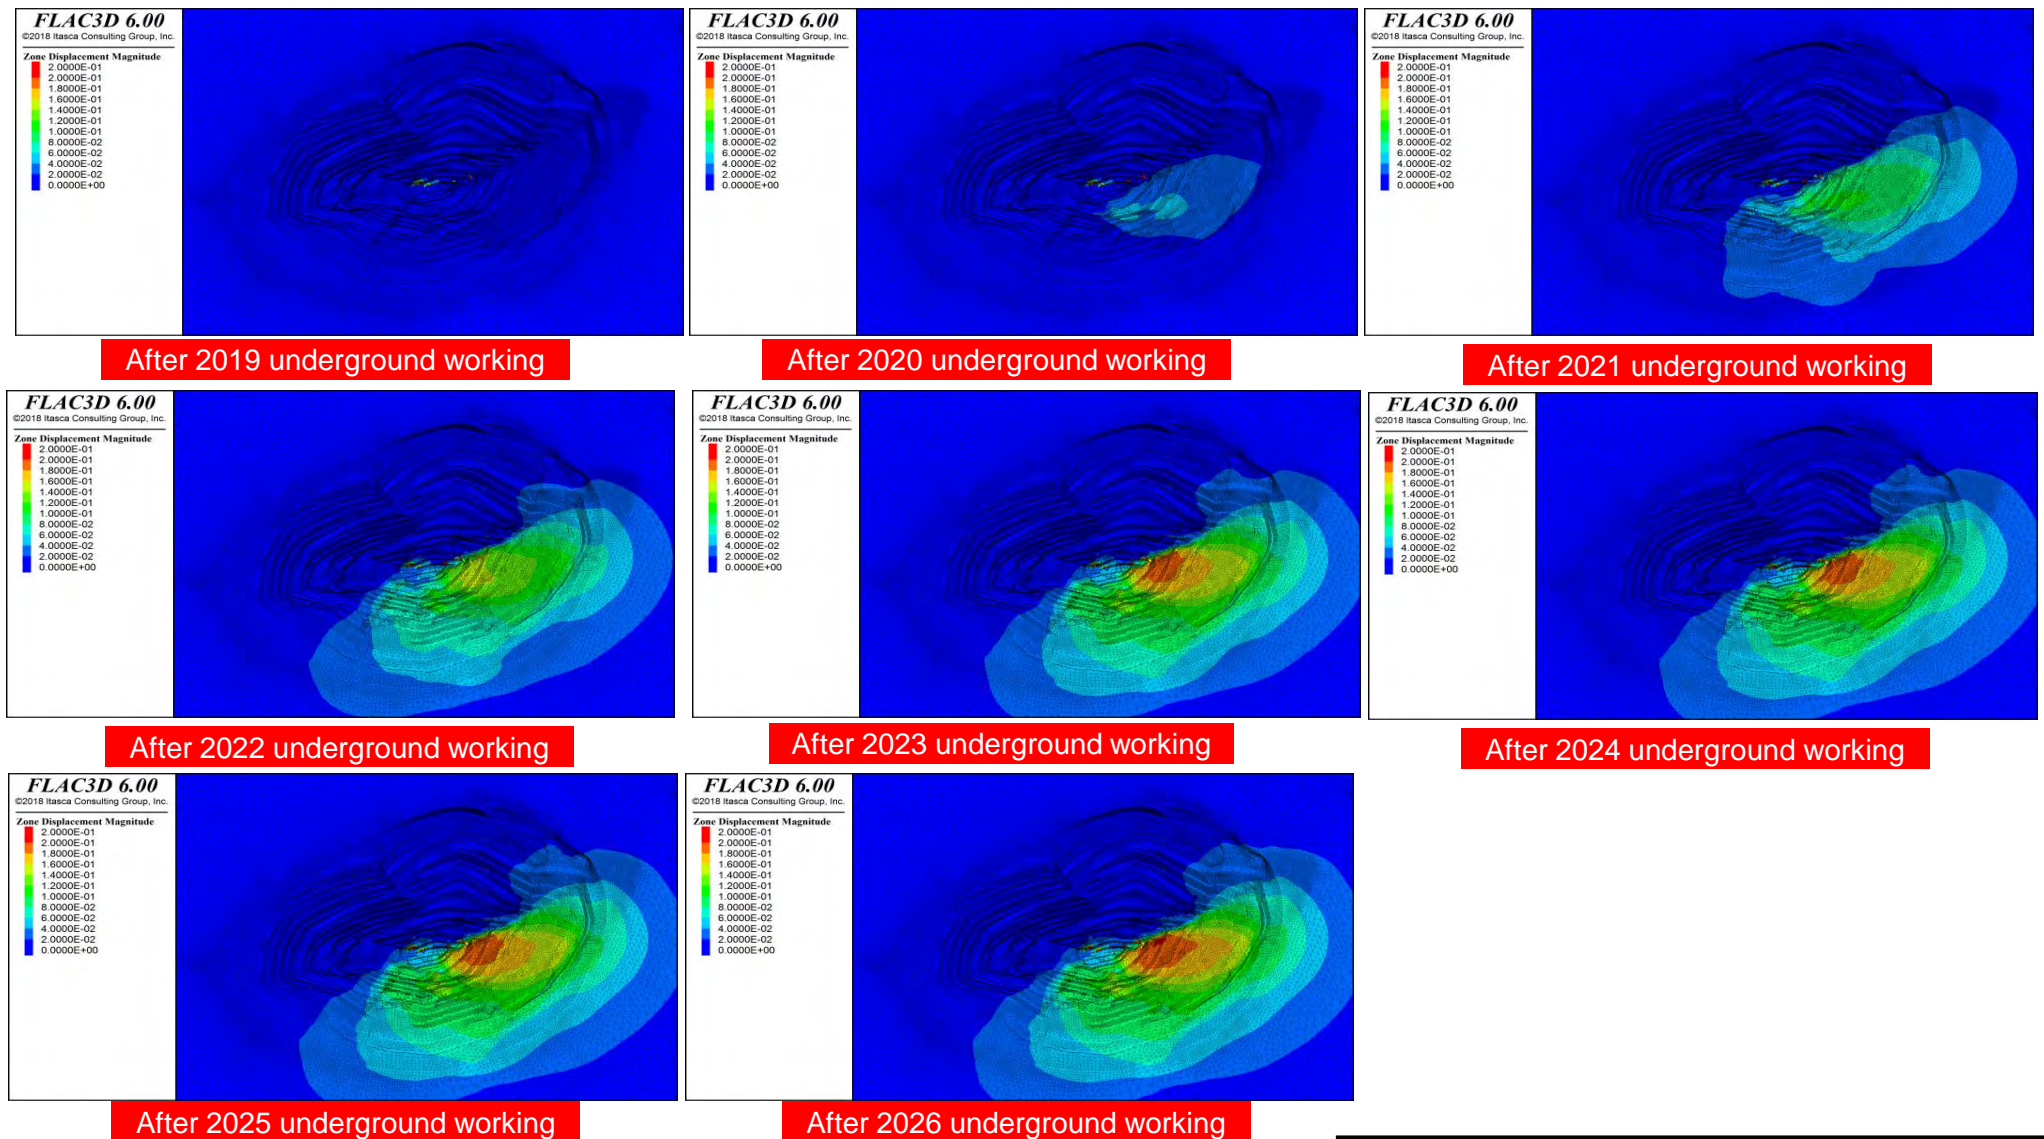 FLAC3D 6.00
©2018 Itasca Consulting Group, Inc.
Zone Displacement Magnitude
2.0000E-01
2.0000E-01
1.8000E-01
1.6000E-01
1.4000E-01
1.2000E-01
1.0000E-01
8.0000E-02
6.0000E-02
4.0000E-02
2.0000E-02
0.0000E+00
After 2019 underground working
FLAC3D 6.00
©2018 Itasca Consulting Group, Inc.
Zone Displacement Magnitude
2.0000E-01
2.0000E-01
1.8000E-01
1.6000E-01
1.4000E-01
1.2000E-01
1.0000E-01
8.0000E-02
6.0000E-02
4.0000E-02
2.0000E-02
0.0000E+00
After 2020 underground working
FLAC3D 6.00
©2018 Itasca Consulting Group, Inc.
Zone Displacement Magnitude
2.0000E-01
2.0000E-01
1.8000E-01
1.6000E-01
1.4000E-01
1.2000E-01
1.0000E-01
8.0000E-02
6.0000E-02
4.0000E-02
2.0000E-02
0.0000E+00
After 2021 underground working
FLAC3D 6.00
©2018 Itasca Consulting Group, Inc.
Zone Displacement Magnitude
2.0000E-01
2.0000E-01
1.8000E-01
1.6000E-01
1.4000E-01
1.2000E-01
1.0000E-01
8.0000E-02
6.0000E-02
4.0000E-02
2.0000E-02
0.0000E+00
After 2022 underground working
FLAC3D 6.00
©2018 Itasca Consulting Group, Inc.
Zone Displacement Magnitude
2.0000E-01
2.0000E-01
1.8000E-01
1.6000E-01
1.4000E-01
1.2000E-01
1.0000E-01
8.0000E-02
6.0000E-02
4.0000E-02
2.0000E-02
0.0000E+00
After 2023 underground working
FLAC3D 6.00
©2018 Itasca Consulting Group, Inc.
Zone Displacement Magnitude
2.0000E-01
2.0000E-01
1.8000E-01
1.6000E-01
1.4000E-01
1.2000E-01
1.0000E-01
8.0000E-02
6.0000E-02
4.0000E-02
2.0000E-02
0.0000E+00
After 2024 underground working
FLAC3D 6.00
©2018 Itasca Consulting Group, Inc.
Zone Displacement Magnitude
2.0000E-01
2.0000E-01
1.8000E-01
1.6000E-01
1.4000E-01
1.2000E-01
1.0000E-01
8.0000E-02
6.0000E-02
4.0000E-02
2.0000E-02
0.0000E+00
After 2025 underground working
FLAC3D 6.00
©2018 Itasca Consulting Group, Inc.
Zone Displacement Magnitude
2.0000E-01
2.0000E-01
1.8000E-01
1.6000E-01
1.4000E-01
1.2000E-01
1.0000E-01
8.0000E-02
6.0000E-02
4.0000E-02
2.0000E-02
0.0000E+00
After 2026 underground working